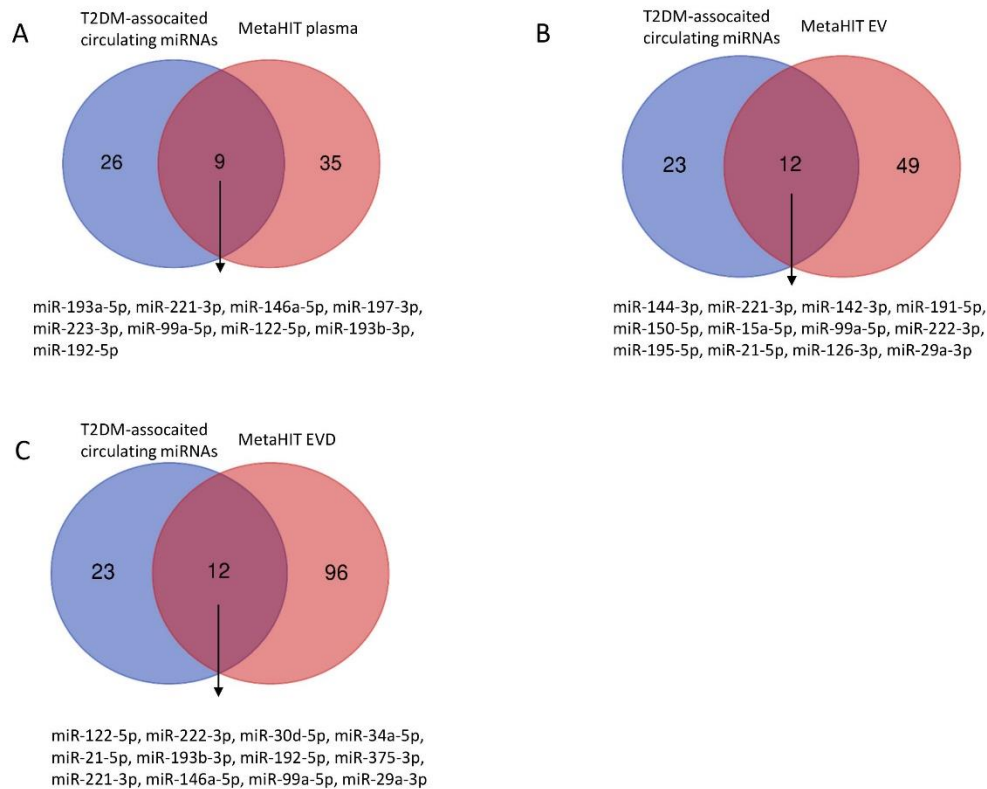 A
T2DM-assocaited
circulating miRNAs
MetaHIT plasma
26
9
35
miR-193a-5p, miR-221-3p, miR-146a-5p, miR-197-3p,
miR-223-3p, miR-99a-5p, miR-122-5p, miR-193b-3p,
miR-192-5p
B
T2DM-assocaited
circulating miRNAs
MetaHIT EV
23
12
49
miR-144-3p, miR-221-3p, miR-142-3p, miR-191-5p,
miR-150-5p, miR-15a-5p, miR-99a-5p, miR-222-3p,
miR-195-5p, miR-21-5p, miR-126-3p, miR-29a-3p
C
T2DM-assocaited
circulating miRNAs
MetaHIT EVD
23
12
96
miR-122-5p, miR-222-3p, miR-30d-5p, miR-34a-5p,
miR-21-5p, miR-193b-3p, miR-192-5p, miR-375-3p,
miR-221-3p, miR-146a-5p, miR-99a-5p, miR-29a-3p